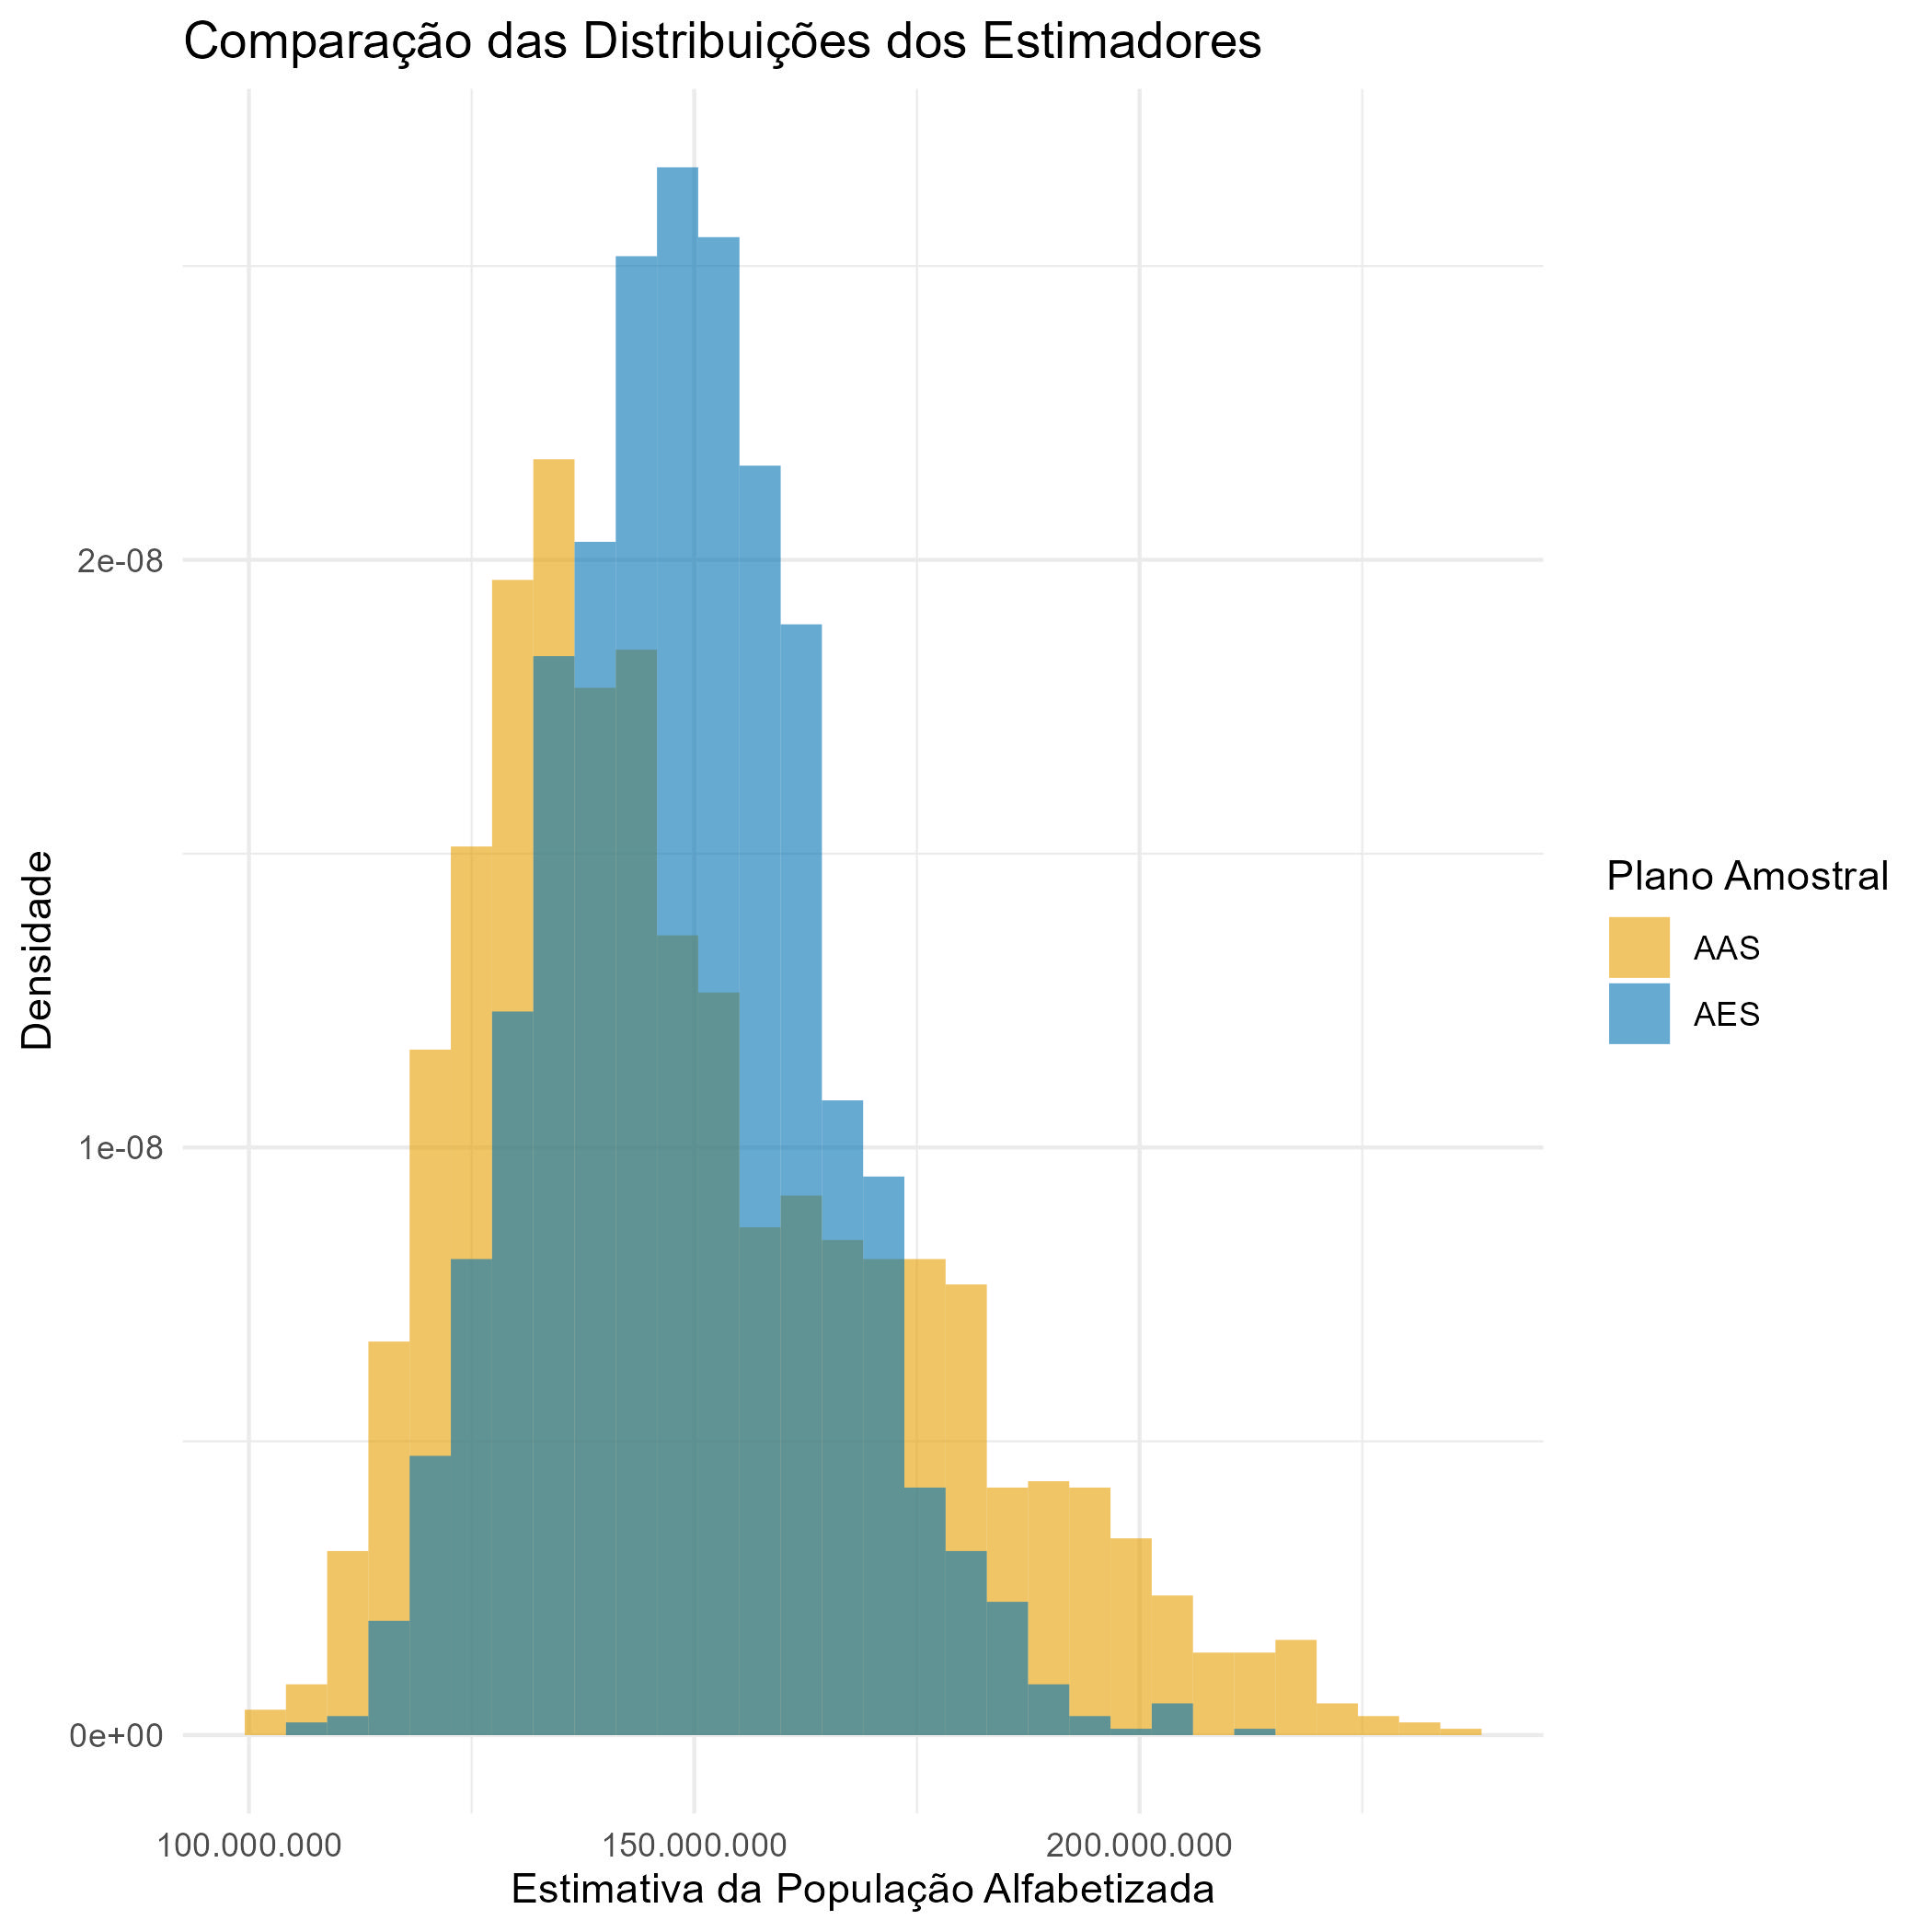 Comparação das Distribuições dos Estimadores
Densidade
2e-08
1e-08
0e+00
100.000.000
150.000.000
200.000.000
Estimativa da População Alfabetizada
Plano Amostral
AAS
AES